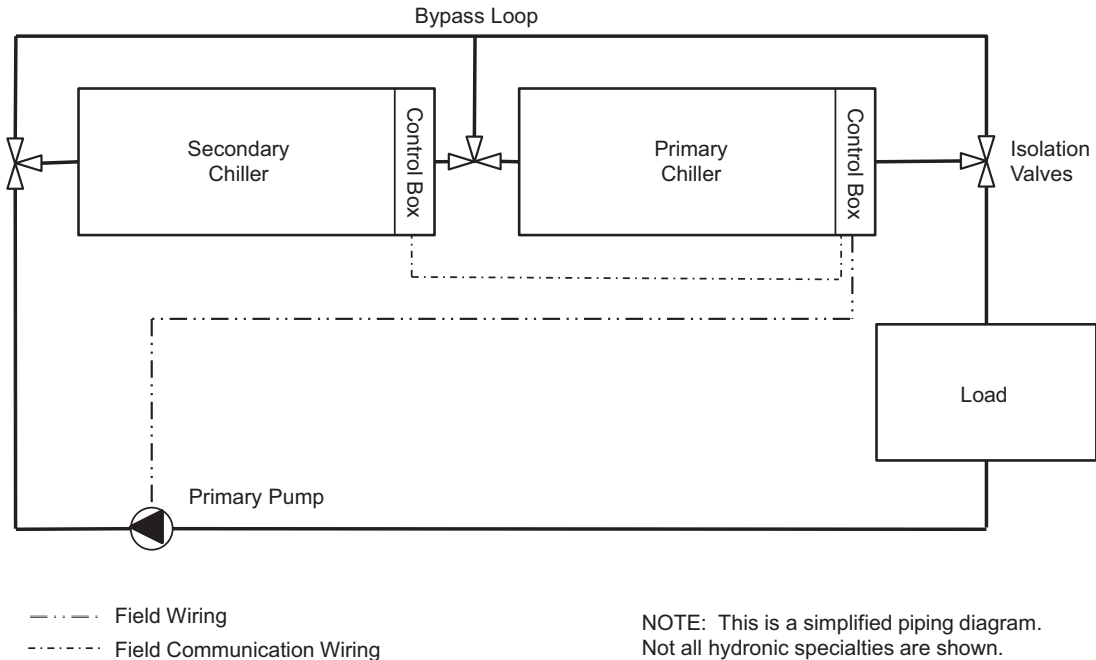 Bypass Loop
Secondary
Chiller
Control Box
Primary
Chiller
Control Box
Isolation
Valves
Load
Primary Pump
Field Wiring
Field Communication Wiring
NOTE: This is a simplified piping diagram.
Not all hydronic specialties are shown.